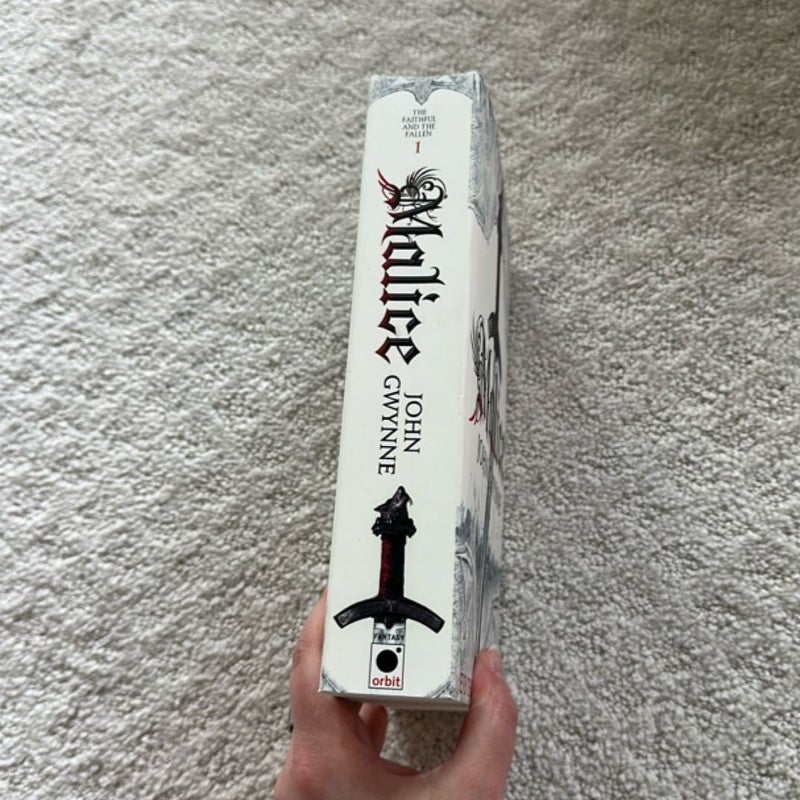 THE
FAITHFUL
AND THE
FALLEN
1
Malice
JOHN
GWYNNE
FANTASY
orbit